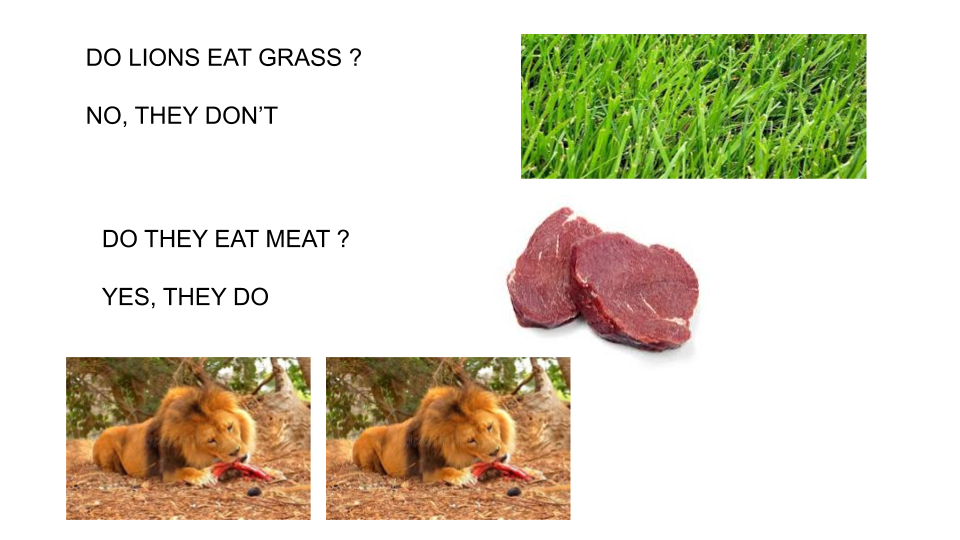 DO LIONS EAT GRASS ?
NO, THEY DON’T
DO THEY EAT MEAT ?
YES, THEY DO